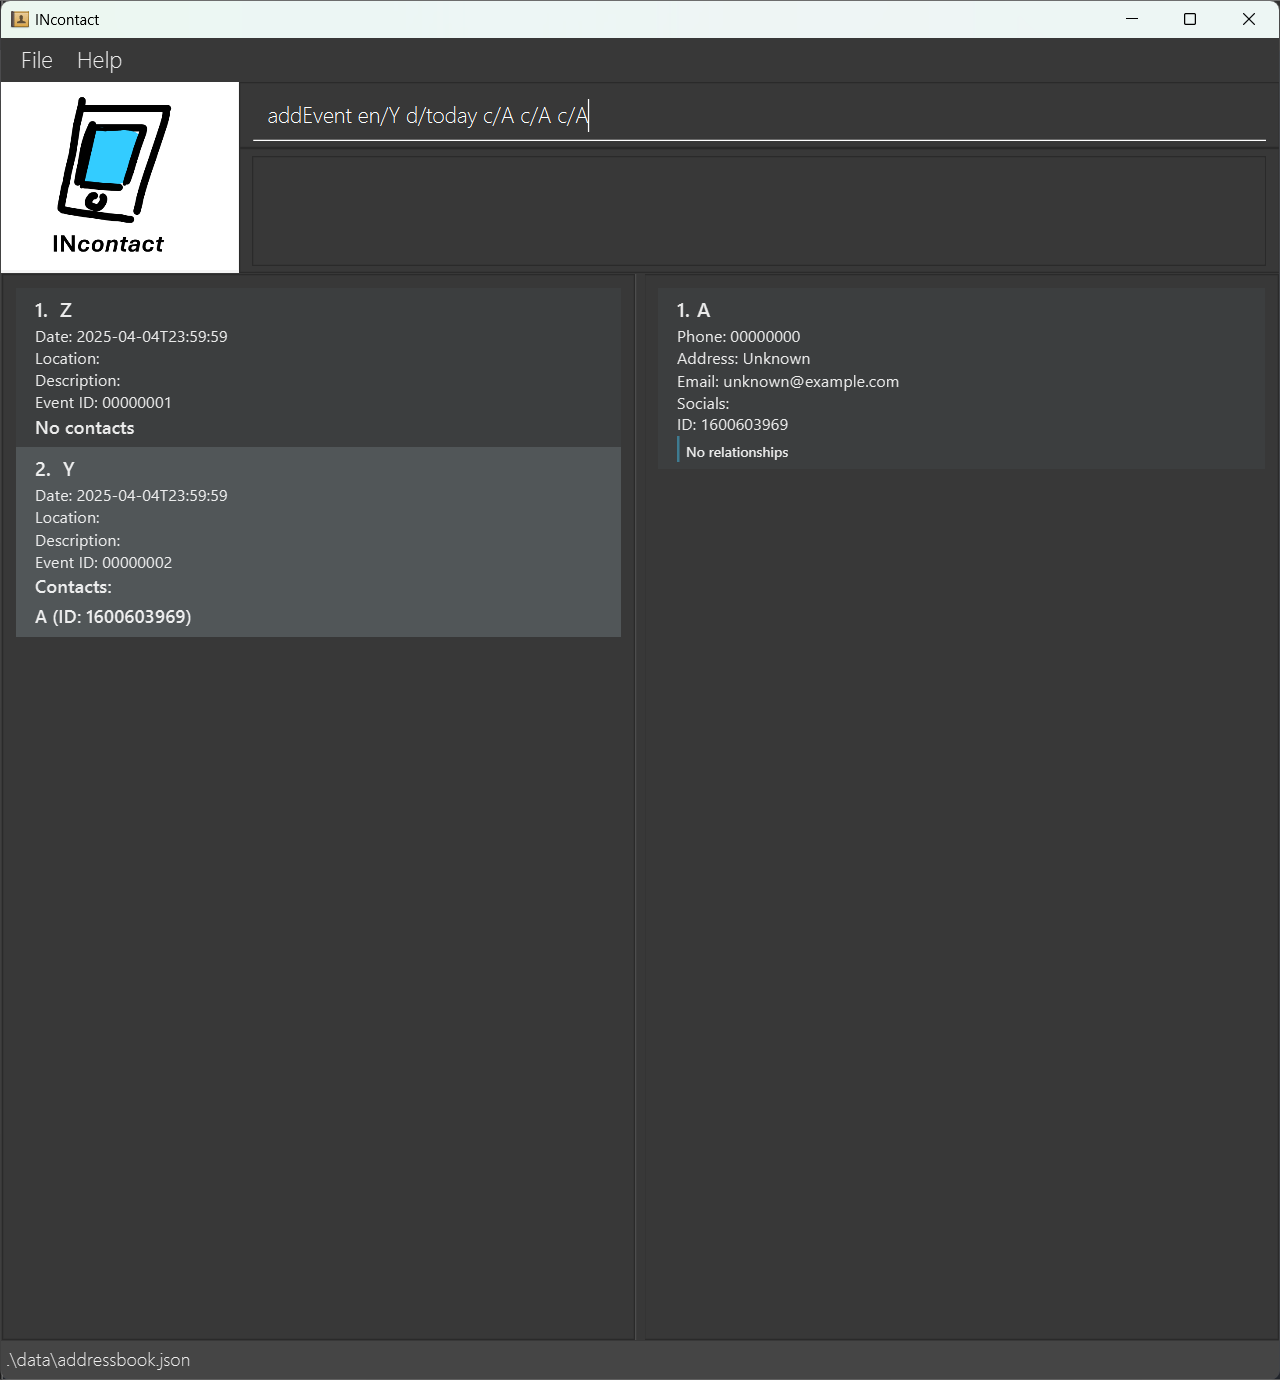 INcontact
File Help
addEvent en/Y d/today c/A c/A c/A
INcontact
1. Z
Date: 2025-04-04T23:59:59
Location:
Description:
Event ID: 00000001
No contacts
2. Y
Date: 2025-04-04T23:59:59
Location:
Description:
Event ID: 00000002
Contacts:
A (ID: 1600603969)
1. A
Phone: 00000000
Address: Unknown
Email: unknown@example.com
Socials:
ID: 1600603969
No relationships
.\data\addressbook.json